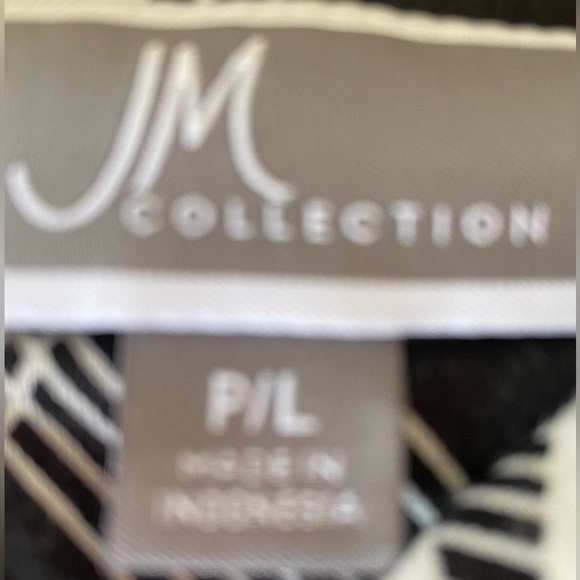 JM
COLLECTION
P/L
MADE IN
INDONESIA